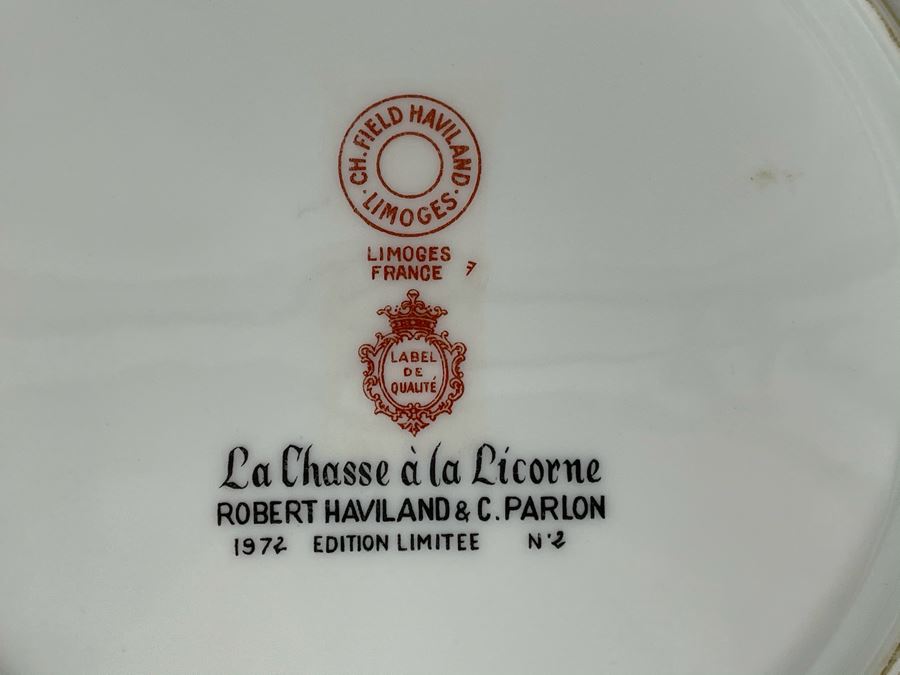 CH. FIELD HAVILAND
· LIMOGES ·
LIMOGES
FRANCE 7
LABEL
DE
QUALITÉ
La Chasse à la Licorne
ROBERT HAVILAND & C. PARLON
1972 EDITION LIMITEE N° 2